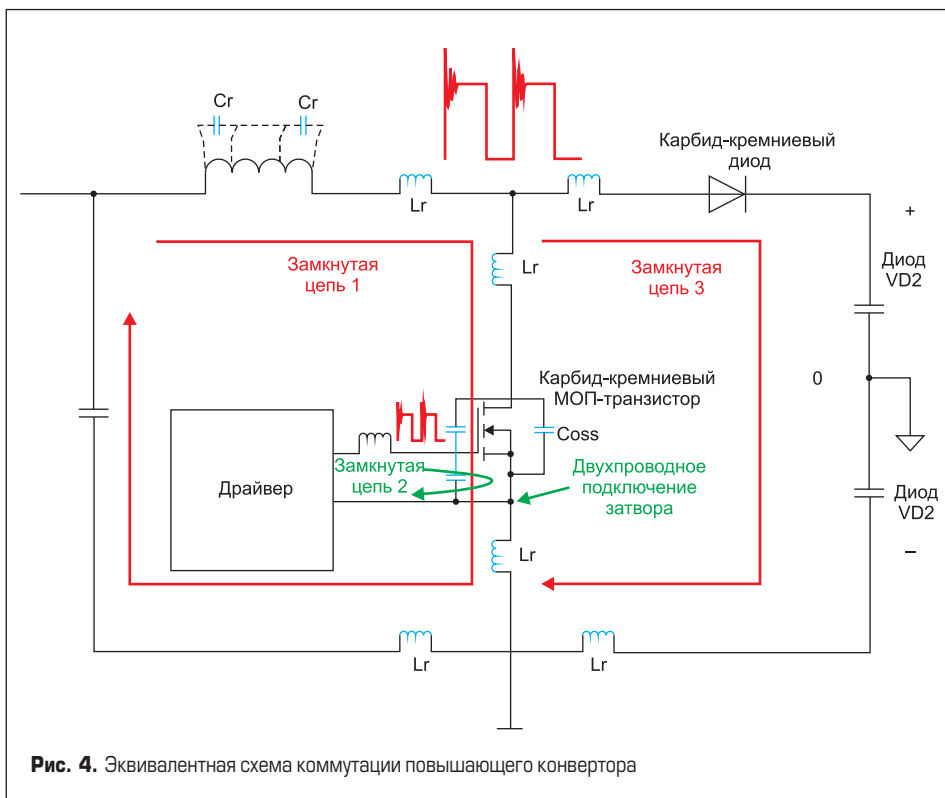 Cr
Cr
Карбид-кремниевый
диод
Lr
Lr
+
Замкнутая
цепь 1
Lr
Замкнутая
цепь 3
Диод
VD2
0
Карбид-кремниевый
МОП-транзистор
Coss
Драйвер
Замкнутая
цепь 2
Двухпроводное
подключение
затвора
Диод
VD2
Lr
–
Lr
Lr
Рис. 4. Эквивалентная схема коммутации повышающего конвертора